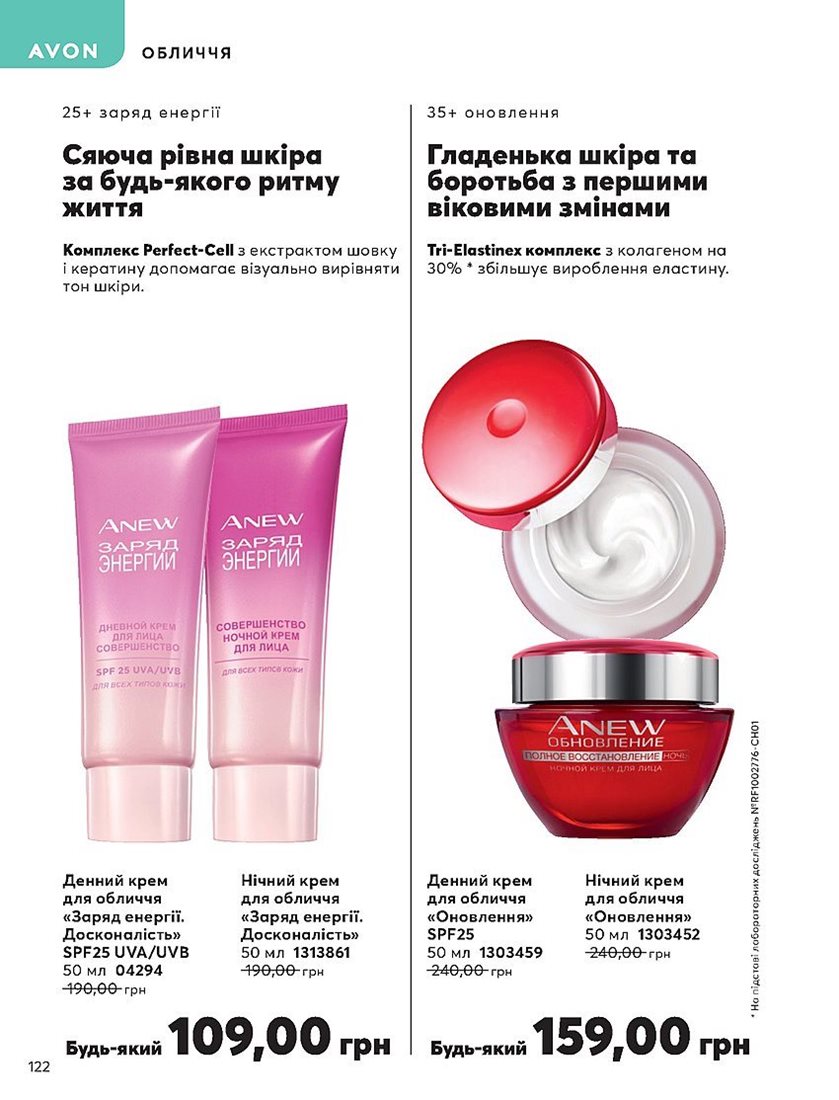 AVON
ОБЛИЧЧЯ
25+ заряд енергії
Сяюча рівна шкіра
за будь-якого ритму
життя
Комплекс Perfect-Cell з екстрактом шовку
і кератину допомагає візуально вирівняти
тон шкіри.
ANEW
ЗАРЯД
ЭНЕРГИИ
ДНЕВНОЙ КРЕМ
ДЛЯ ЛИЦА
СОВЕРШЕНСТВО
SPF 25 UVA/UVB
ДЛЯ ВСЕХ ТИПОВ КОЖИ
ANEW
ЗАРЯД
ЭНЕРГИИ
СОВЕРШЕНСТВО
НОЧНОЙ КРЕМ
ДЛЯ ЛИЦА
ДЛЯ ВСЕХ ТИПОВ КОЖИ
Денний крем
для обличчя
«Заряд енергії.
Досконалість»
SPF25 UVA/UVB
50 мл 04294
190,00 грн
Нічний крем
для обличчя
«Заряд енергії.
Досконалість»
50 мл 1313861
190,00 грн
Будь-який 109,00 грн
35+ оновлення
Гладенька шкіра та
боротьба з першими
віковими змінами
Tri-Elastinex комплекс з колагеном на
30% * збільшує вироблення еластину.
ANEW
ОБНОВЛЕНИЕ
ПОЛНОЕ ВОССТАНОВЛЕНИЕ НОЧЬ
НОЧНОЙ КРЕМ ДЛЯ ЛИЦА
Денний крем
для обличчя
«Оновлення»
SPF25
50 мл 1303459
240,00 грн
Нічний крем
для обличчя
«Оновлення»
50 мл 1303452
240,00 грн
Будь-який 159,00 грн
* На підставі лабораторних досліджень №RF1002776-CH01
122